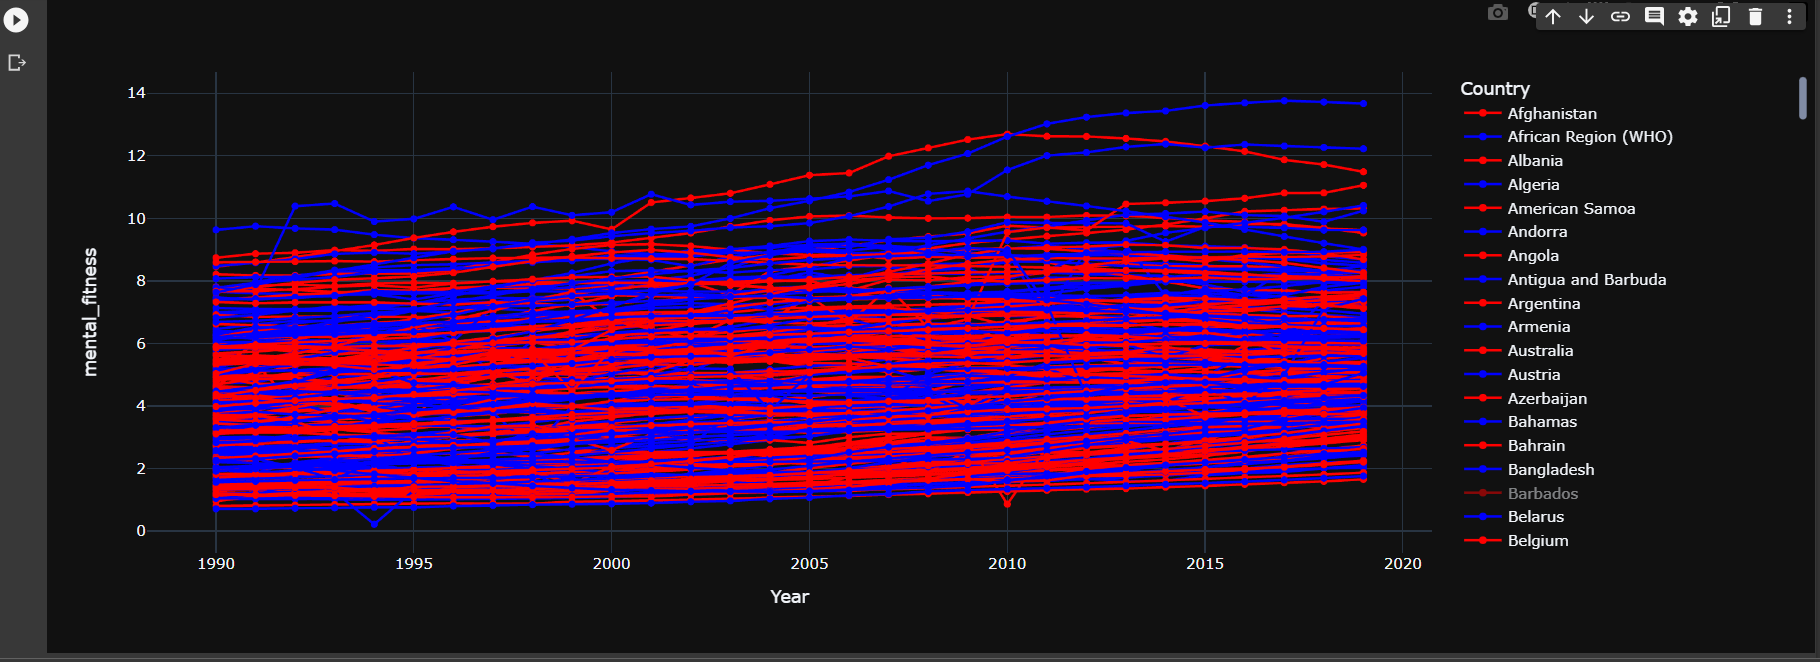 14
12
10
8
6
4
2
0
mental_fitness
1990
1995
2000
2005
2010
2015
2020
Year
Country
Afghanistan
African Region (WHO)
Albania
Algeria
American Samoa
Andorra
Angola
Antigua and Barbuda
Argentina
Armenia
Australia
Austria
Azerbaijan
Bahamas
Bahrain
Bangladesh
Barbados
Belarus
Belgium